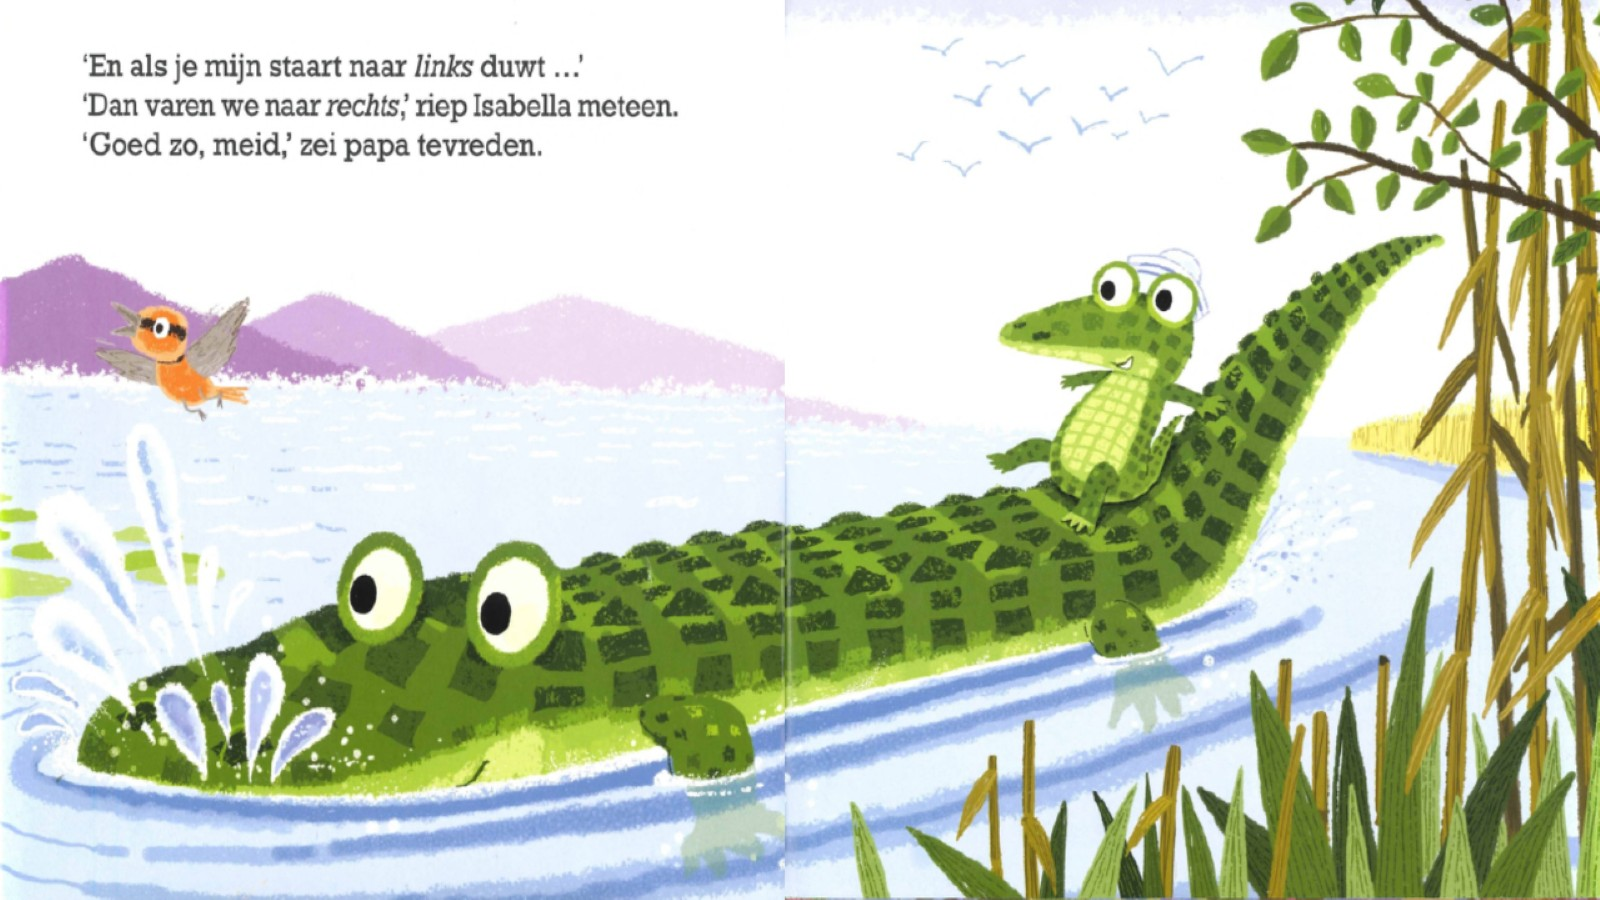 ‘En als je mijn staart naar links duwt ...’
‘Dan varen we naar rechts,’ riep Isabella meteen.
‘Goed zo, meid,’ zei papa tevreden.